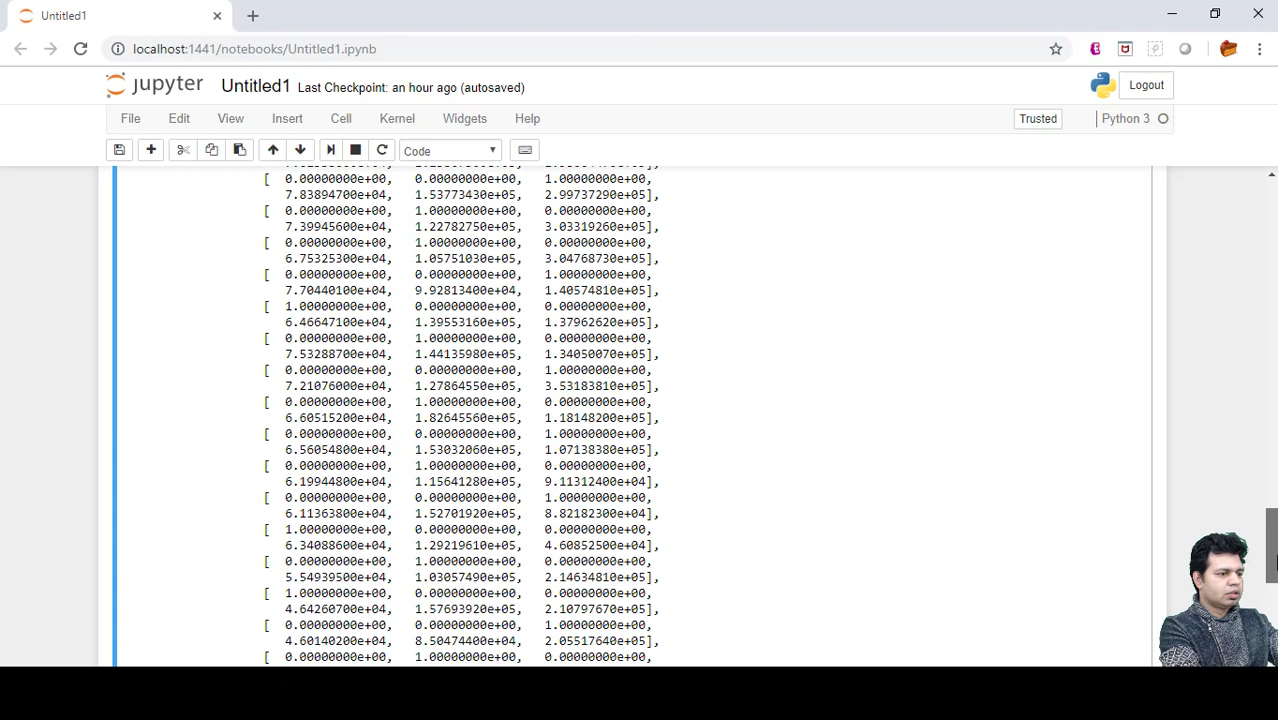 Untitled1
localhost:1441/notebooks/Untitled1.ipynb
jupyter Untitled1 Last Checkpoint: an hour ago (autosaved) Logout
File Edit View Insert Cell Kernel Widgets Help Trusted Python 3
Code
[ 0.00000000e+00, 0.00000000e+00, 1.00000000e+00,
7.83894700e+04, 1.53773430e+05, 2.99737290e+05],
[ 0.00000000e+00, 1.00000000e+00, 0.00000000e+00,
7.39945600e+04, 1.22782750e+05, 3.03319260e+05],
[ 0.00000000e+00, 1.00000000e+00, 0.00000000e+00,
6.75325300e+04, 1.05751030e+05, 3.04768730e+05],
[ 0.00000000e+00, 0.00000000e+00, 1.00000000e+00,
7.70440100e+04, 9.92813400e+04, 1.40574810e+05],
[ 1.00000000e+00, 0.00000000e+00, 0.00000000e+00,
6.46647100e+04, 1.39553160e+05, 1.37962620e+05],
[ 0.00000000e+00, 1.00000000e+00, 0.00000000e+00,
7.53288700e+04, 1.44135980e+05, 1.34050070e+05],
[ 0.00000000e+00, 0.00000000e+00, 1.00000000e+00,
7.21076000e+04, 1.27864550e+05, 3.53183810e+05],
[ 0.00000000e+00, 1.00000000e+00, 0.00000000e+00,
6.60515200e+04, 1.82645560e+05, 1.18148200e+05],
[ 0.00000000e+00, 0.00000000e+00, 1.00000000e+00,
6.56054800e+04, 1.53032060e+05, 1.07138380e+05],
[ 0.00000000e+00, 1.00000000e+00, 0.00000000e+00,
6.19944800e+04, 1.15641280e+05, 9.11312400e+04],
[ 0.00000000e+00, 0.00000000e+00, 1.00000000e+00,
6.11363800e+04, 1.52701920e+05, 8.82182300e+04],
[ 1.00000000e+00, 0.00000000e+00, 0.00000000e+00,
6.34088600e+04, 1.29219610e+05, 4.60852500e+04],
[ 0.00000000e+00, 1.00000000e+00, 0.00000000e+00,
5.54939500e+04, 1.03057490e+05, 2.14634810e+05],
[ 1.00000000e+00, 0.00000000e+00, 0.00000000e+00,
4.64260700e+04, 1.57693920e+05, 2.10797670e+05],
[ 0.00000000e+00, 0.00000000e+00, 1.00000000e+00,
4.60140200e+04, 8.50474400e+04, 2.05517640e+05],
[ 0.00000000e+00, 1.00000000e+00, 0.00000000e+00,